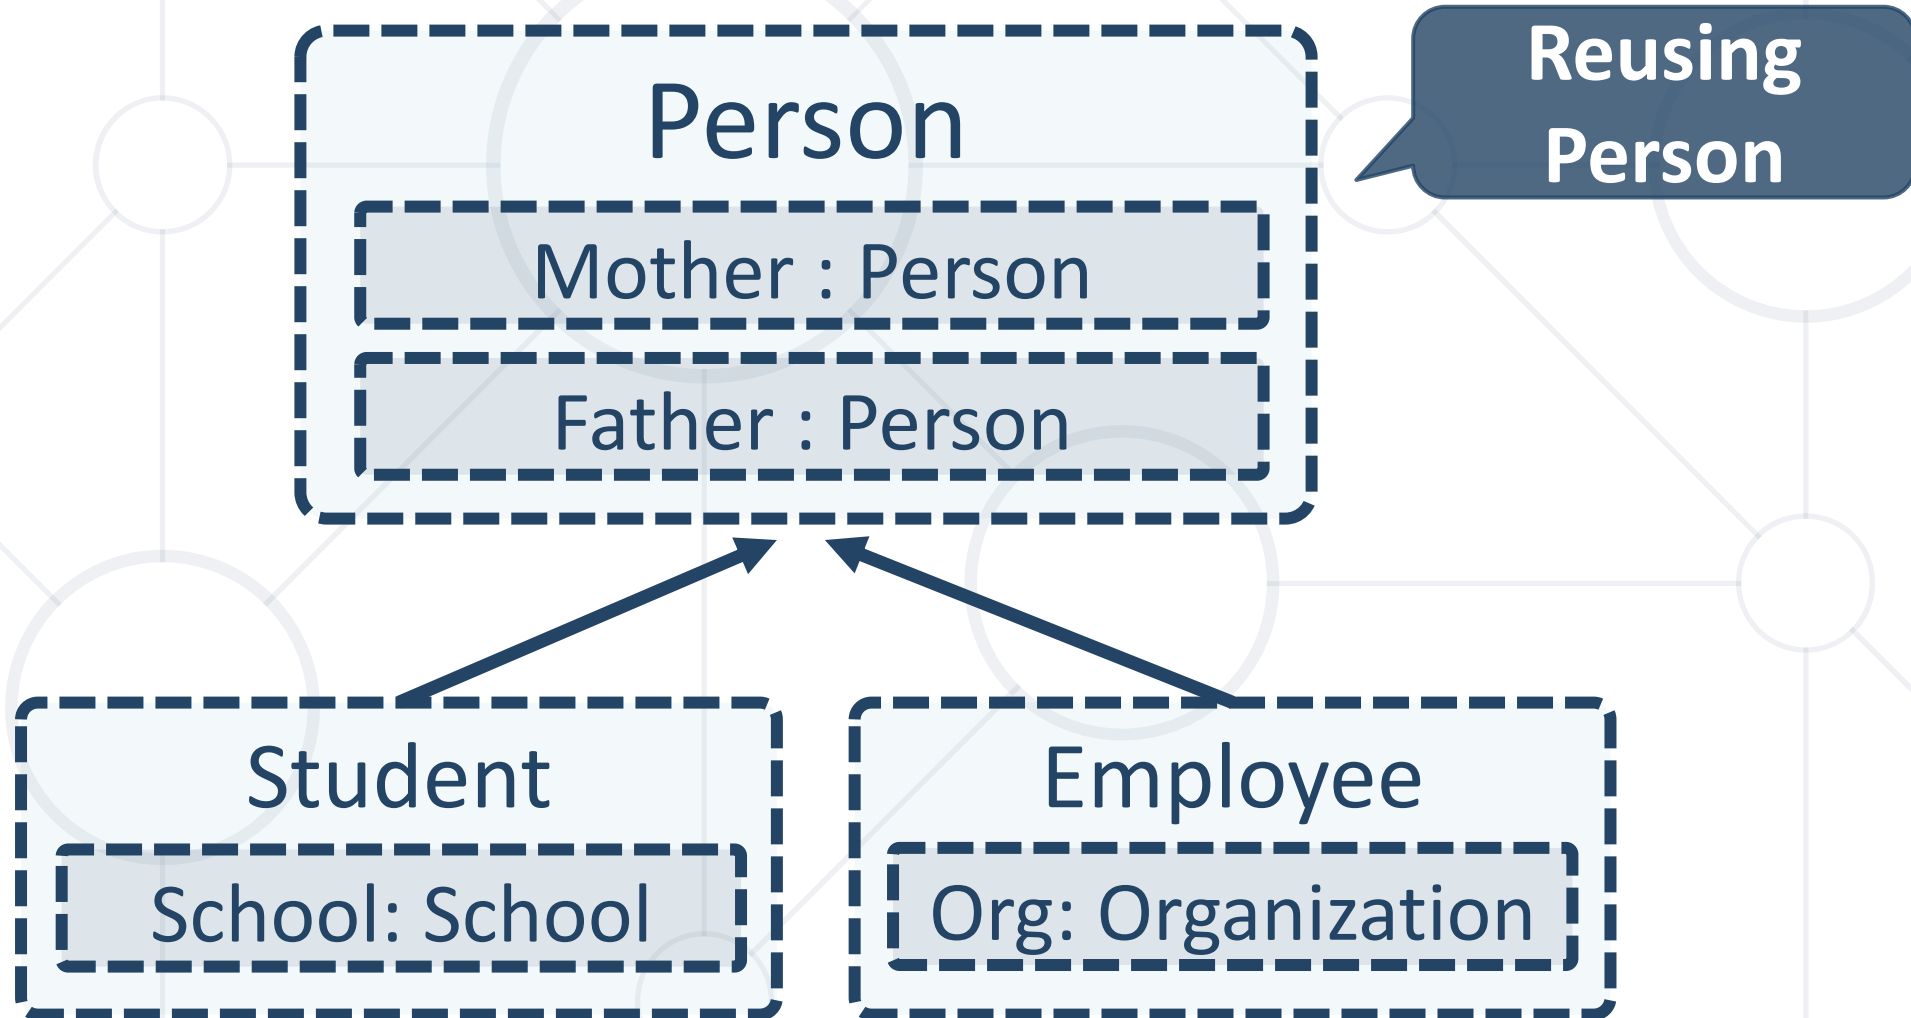 Person
Reusing
Person
Mother : Person
Father : Person
Student
School: School
Employee
Org: Organization